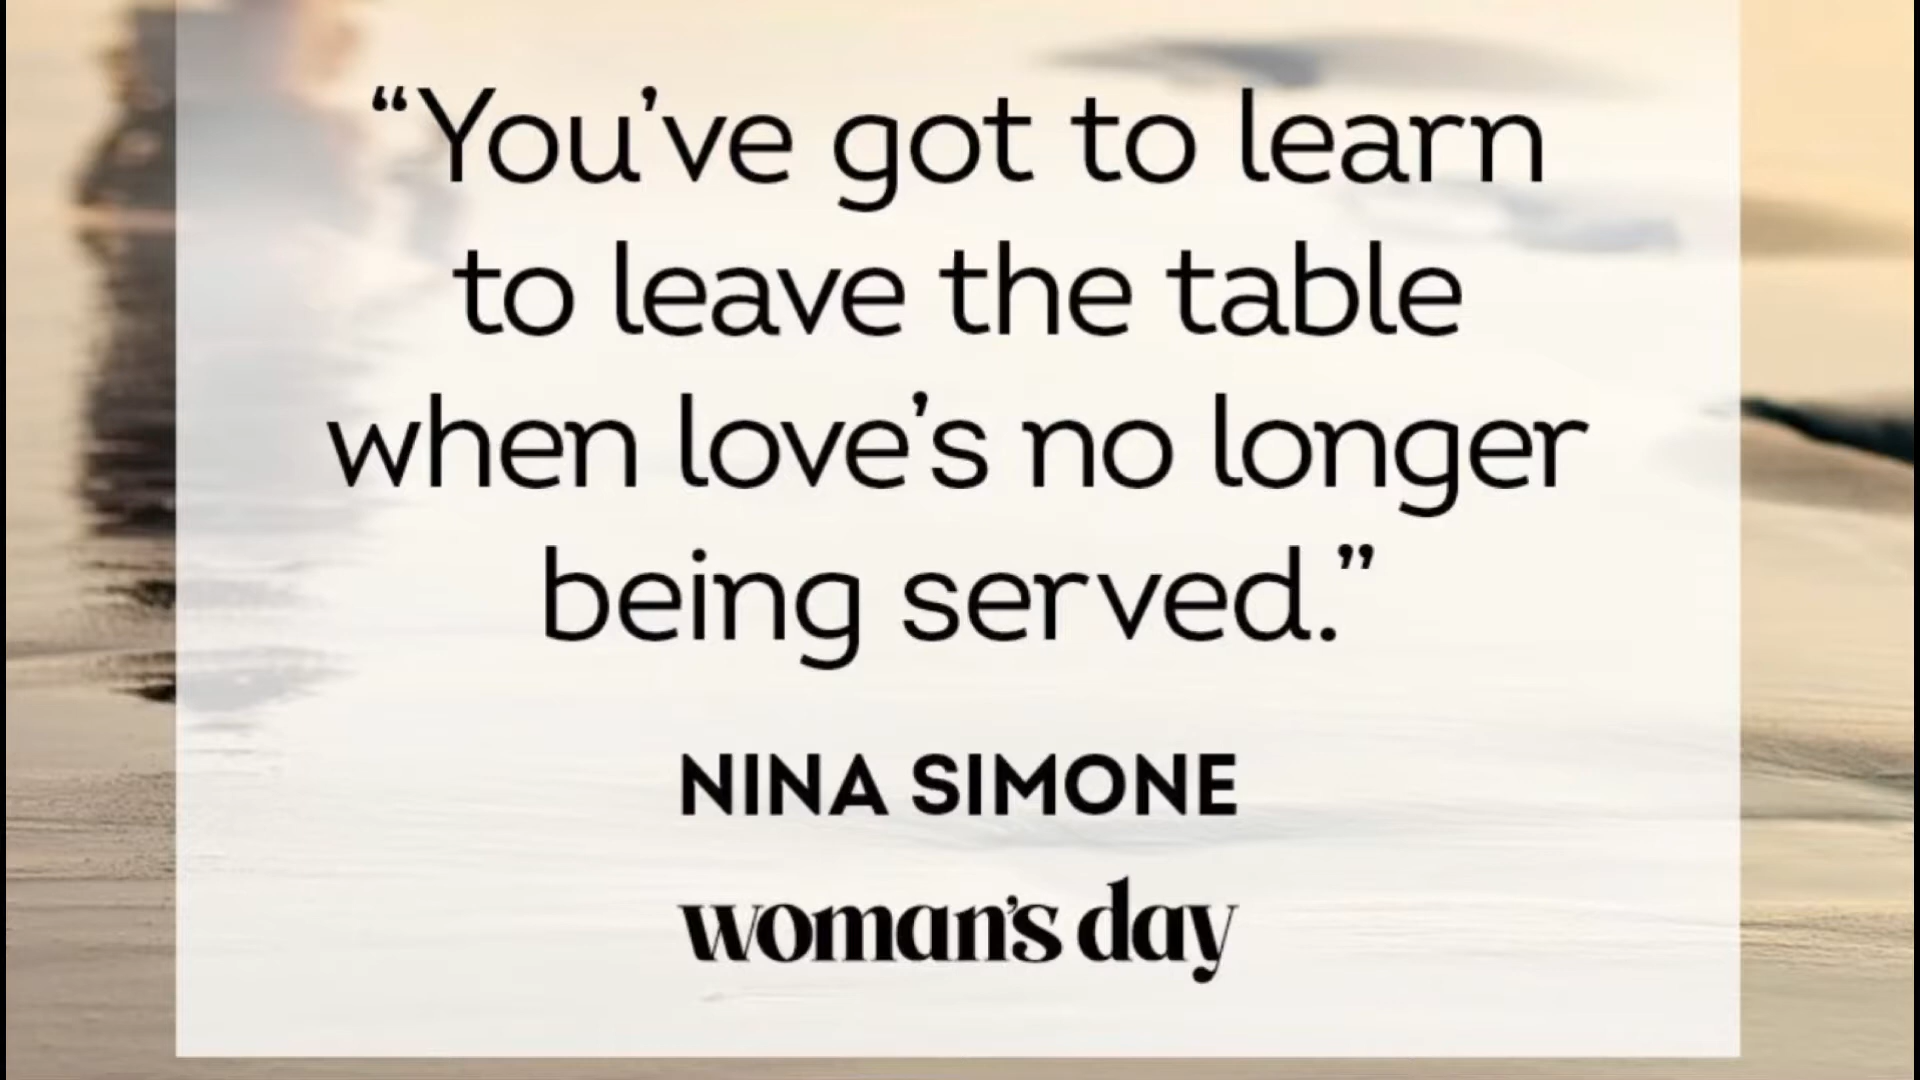 “You’ve got to learn
to leave the table
when love’s no longer
being served.”
NINA SIMONE
woman’s day